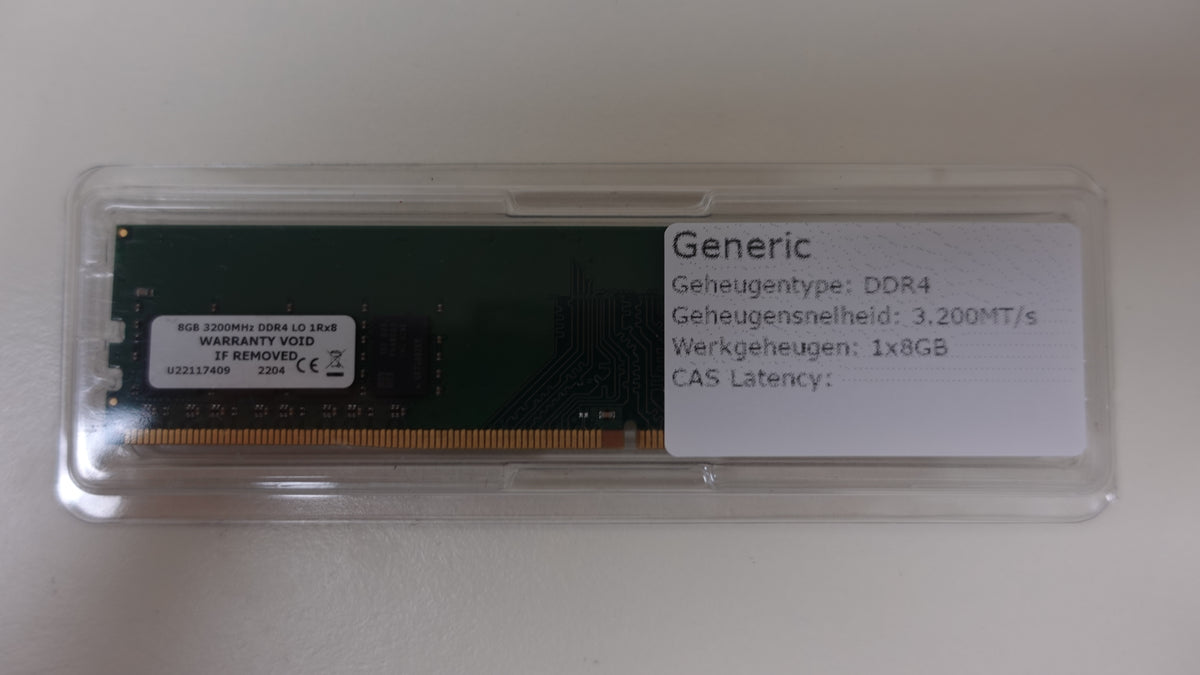 8GB 3200MHz DDR4 LO 1Rx8
WARRANTY VOID
IF REMOVED
U22117409 2204 CE
Generic
Geheugentype: DDR4
Geheugensnelheid: 3.200MT/s
Werkgeheugen: 1x8GB
CAS Latency: